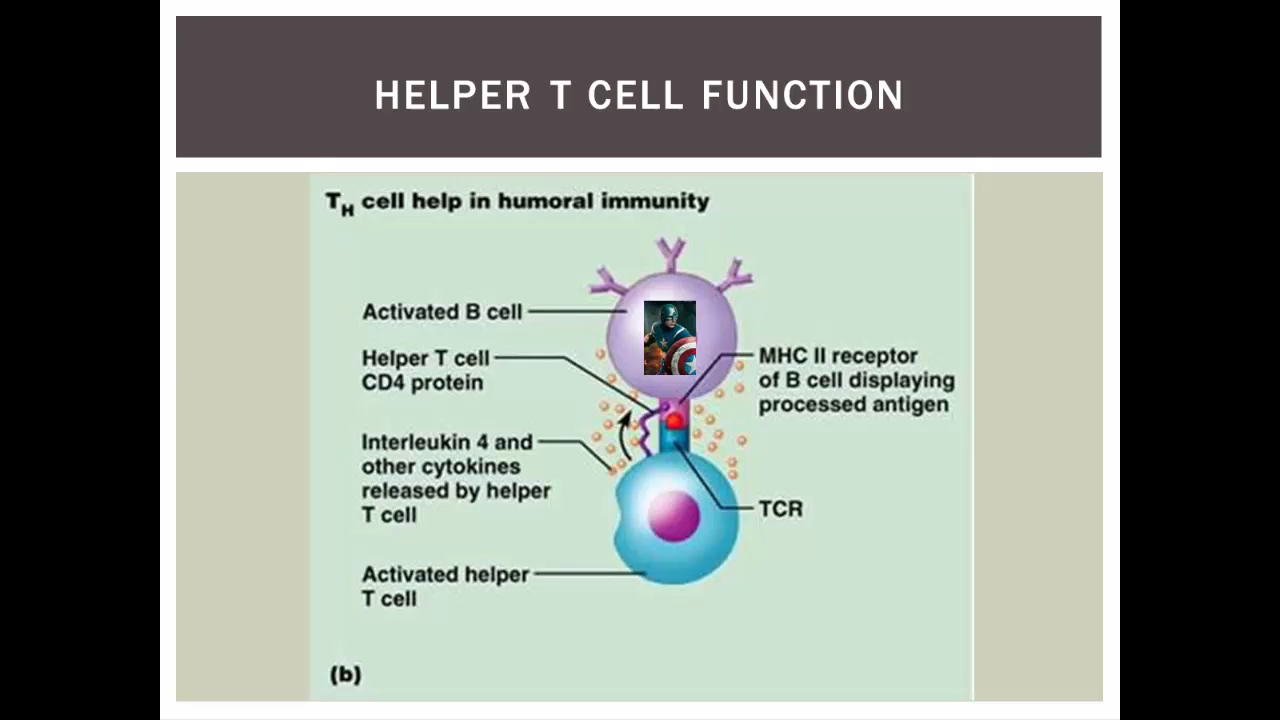 HELPER T CELL FUNCTION
TH cell help in humoral immunity
Activated B cell
Helper T cell
CD4 protein
MHC II receptor
of B cell displaying
processed antigen
Interleukin 4 and
other cytokines
released by helper
T cell
TCR
Activated helper
T cell
(b)